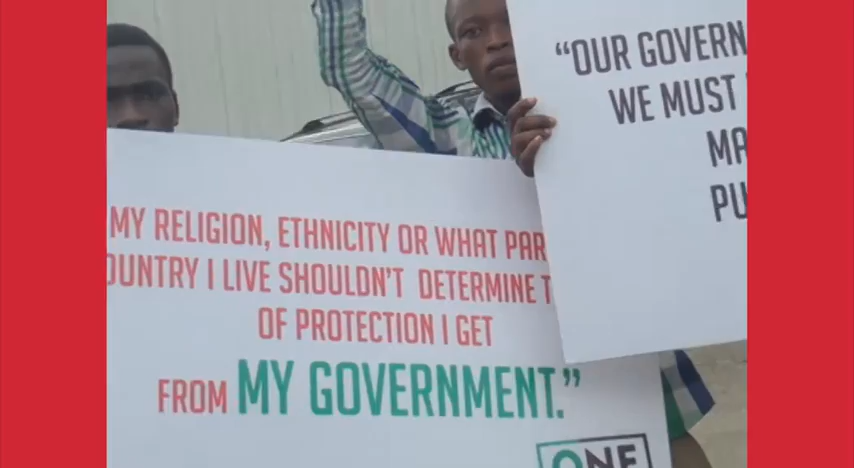 MY RELIGION, ETHNICITY OR WHAT PAR
OUNTRY I LIVE SHOULDN'T DETERMINE T
OF PROTECTION I GET
FROM MY GOVERNMENT.”
ONE
“OUR GOVERN
WE MUST
MA
PU